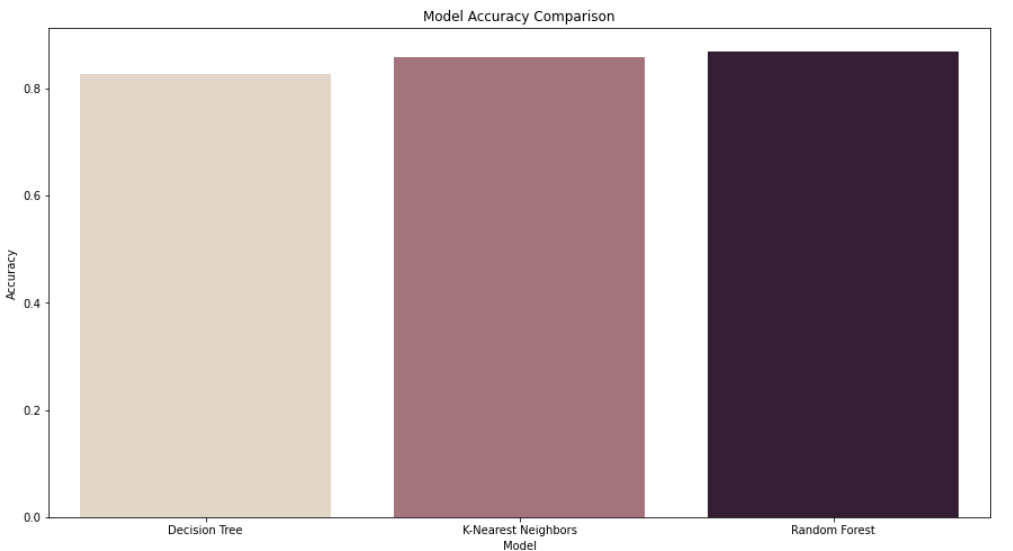 Model Accuracy Comparison
Accuracy
0.8
0.6
0.4
0.2
0.0
Decision Tree K-Nearest Neighbors Random Forest
Model